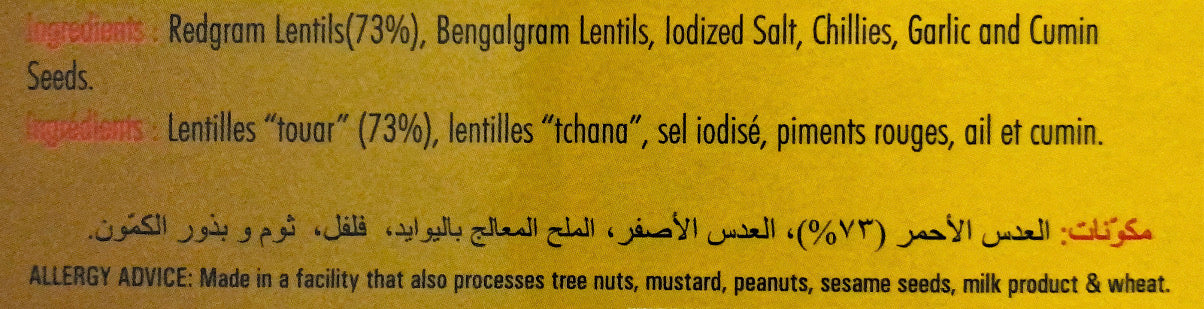 Ingredients : Redgram Lentils(73%), Bengalgram Lentils, Iodized Salt, Chillies, Garlic and Cumin
Seeds.
Ingrédients : Lentilles “touar” (73%), lentilles “tchana”, sel iodisé, piments rouges, ail et cumin.
مكوّنات: العدس الأحمر (٧٣%)، العدس الأصفر، الملح المعالج باليوايد، فلفل، ثوم و بذور الكمّون.
ALLERGY ADVICE: Made in a facility that also processes tree nuts, mustard, peanuts, sesame seeds, milk product & wheat.